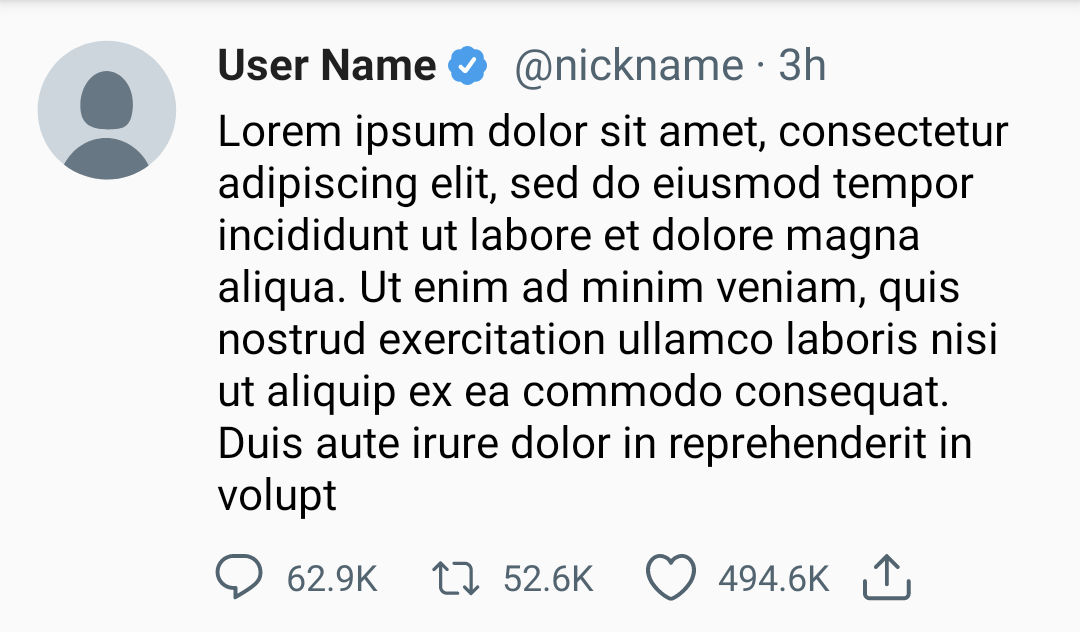 User Name @nickname · 3h
Lorem ipsum dolor sit amet, consectetur
adipiscing elit, sed do eiusmod tempor
incididunt ut labore et dolore magna
aliqua. Ut enim ad minim veniam, quis
nostrud exercitation ullamco laboris nisi
ut aliquip ex ea commodo consequat.
Duis aute irure dolor in reprehenderit in
volupt
62.9K 52.6K 494.6K